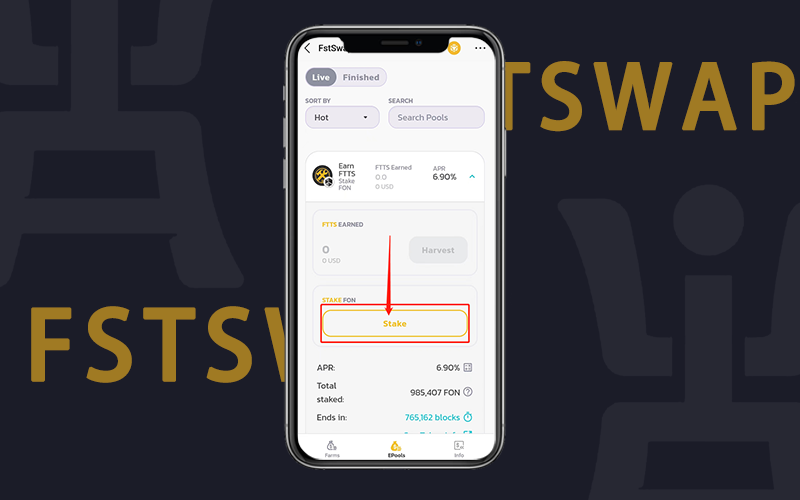 FstSwa
TSWAP
Live
Finished
SORT BY
SEARCH
Hot
Search Pools
Earn
FTTS
Stake
FON
FTTS Earned
0.0
0 USD
APR
6.90%
FTTS EARNED
0
0 USD
Harvest
FSTSW
STAKE FON
Stake
APR:
6.90%
Total
staked:
985,407 FON
Ends in:
765,162 blocks
Farms
EPools
Info